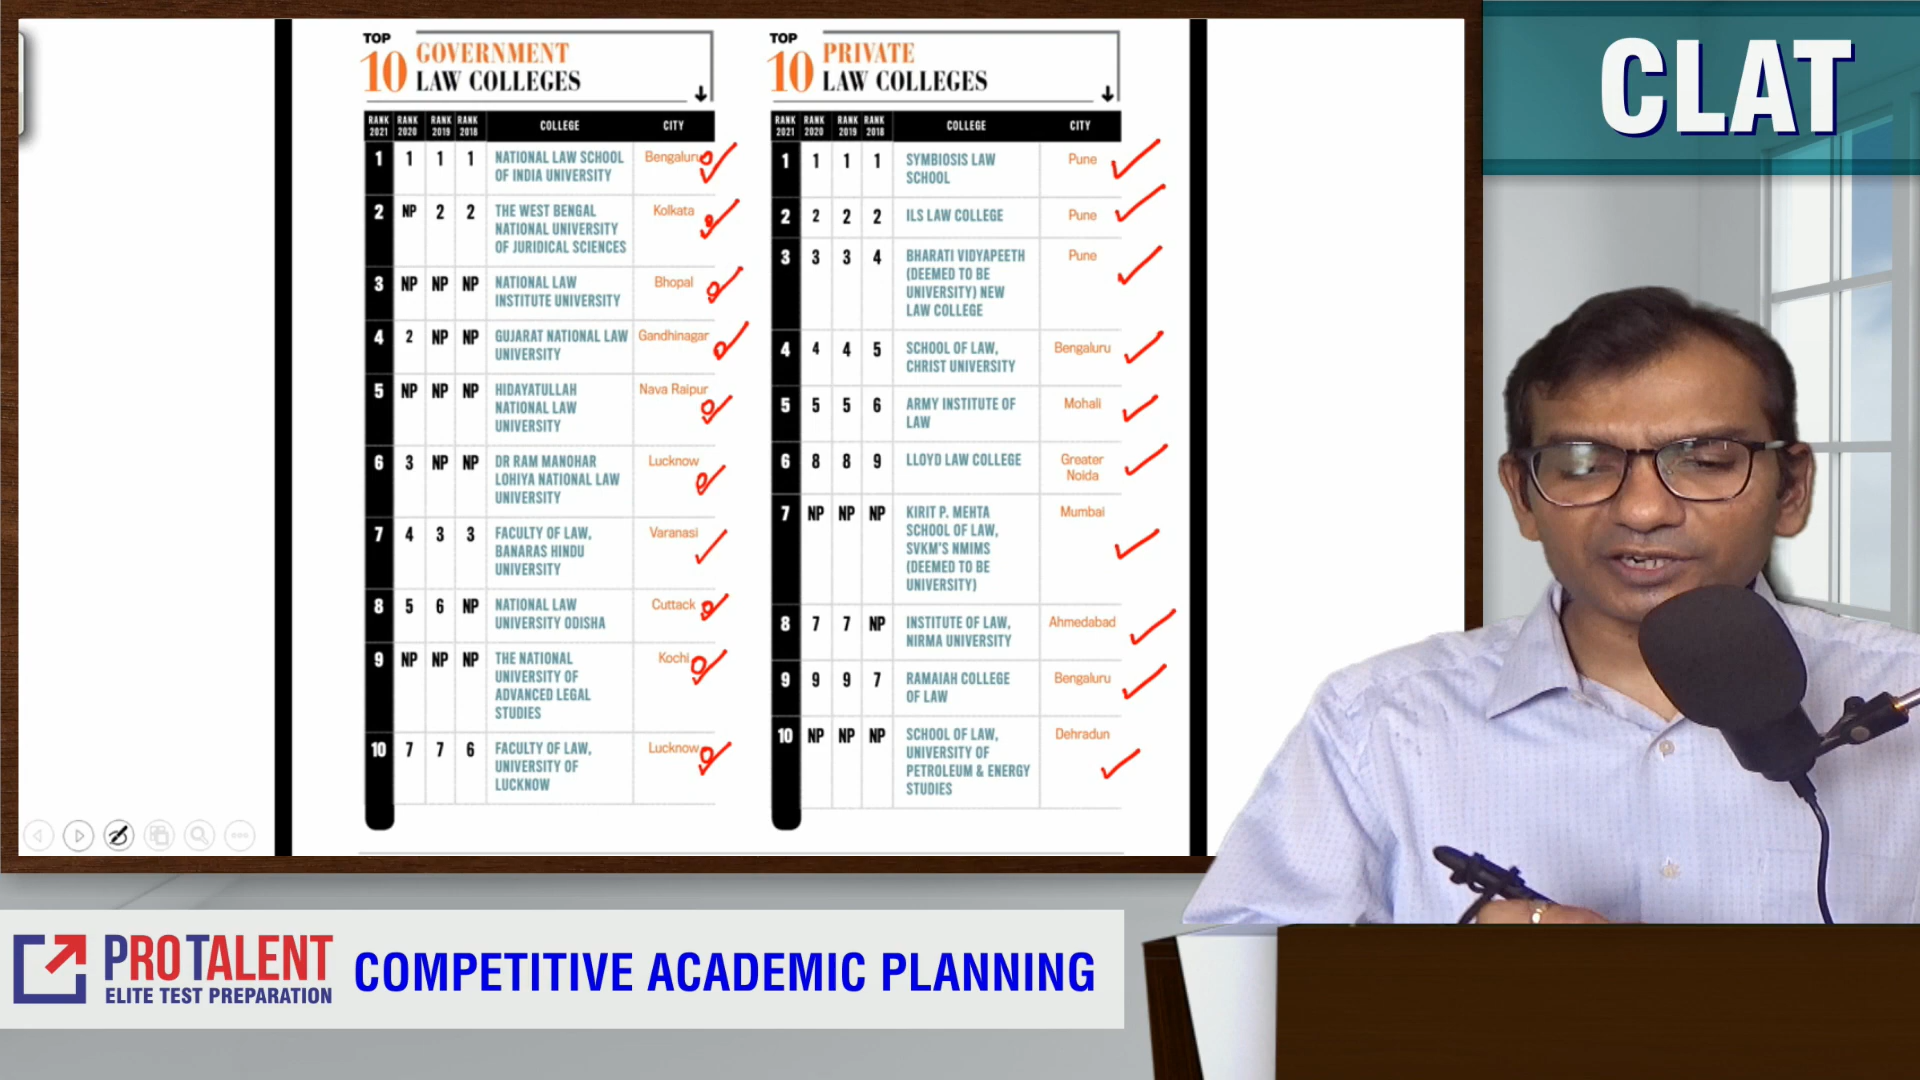 CLAT
TOP
10 GOVERNMENT
LAW COLLEGES
RANK 2021 RANK 2020 RANK 2019 RANK 2018 COLLEGE CITY
1 1 1 1 NATIONAL LAW SCHOOL Bengaluru
OF INDIA UNIVERSITY
2 NP 2 2 THE WEST BENGAL Kolkata
NATIONAL UNIVERSITY
OF JURIDICAL SCIENCES
3 NP NP NP NATIONAL LAW Bhopal
INSTITUTE UNIVERSITY
4 2 NP NP GUJARAT NATIONAL LAW Gandhinagar
UNIVERSITY
5 NP NP NP HIDAYATULLAH Nava Raipur
NATIONAL LAW
UNIVERSITY
6 3 NP NP DR RAM MANOHAR Lucknow
LOHIYA NATIONAL LAW
UNIVERSITY
7 4 3 3 FACULTY OF LAW, Varanasi
BANARAS HINDU
UNIVERSITY
8 5 6 NP NATIONAL LAW Cuttack
UNIVERSITY ODISHA
9 NP NP NP THE NATIONAL Kochi
UNIVERSITY OF
ADVANCED LEGAL
STUDIES
10 7 7 6 FACULTY OF LAW, Lucknow
UNIVERSITY OF
LUCKNOW
TOP
10 PRIVATE
LAW COLLEGES
RANK 2021 RANK 2020 RANK 2019 RANK 2018 COLLEGE CITY
1 1 1 1 SYMBIOSIS LAW Pune
SCHOOL
2 2 2 2 ILS LAW COLLEGE Pune
3 3 3 4 BHARATI VIDYAPEETH Pune
(DEEMED TO BE
UNIVERSITY) NEW
LAW COLLEGE
4 4 4 5 SCHOOL OF LAW, Bengaluru
CHRIST UNIVERSITY
5 5 5 6 ARMY INSTITUTE OF Mohali
LAW
6 8 8 9 LLOYD LAW COLLEGE Greater
Noida
7 NP NP NP KIRIT P. MEHTA Mumbai
SCHOOL OF LAW,
SVKM'S NMIMS
(DEEMED TO BE
UNIVERSITY)
8 7 7 NP INSTITUTE OF LAW, Ahmedabad
NIRMA UNIVERSITY
9 9 9 7 RAMAIAH COLLEGE Bengaluru
OF LAW
10 NP NP NP SCHOOL OF LAW, Dehradun
UNIVERSITY OF
PETROLEUM & ENERGY
STUDIES
PROTALENT
ELITE TEST PREPARATION
COMPETITIVE ACADEMIC PLANNING